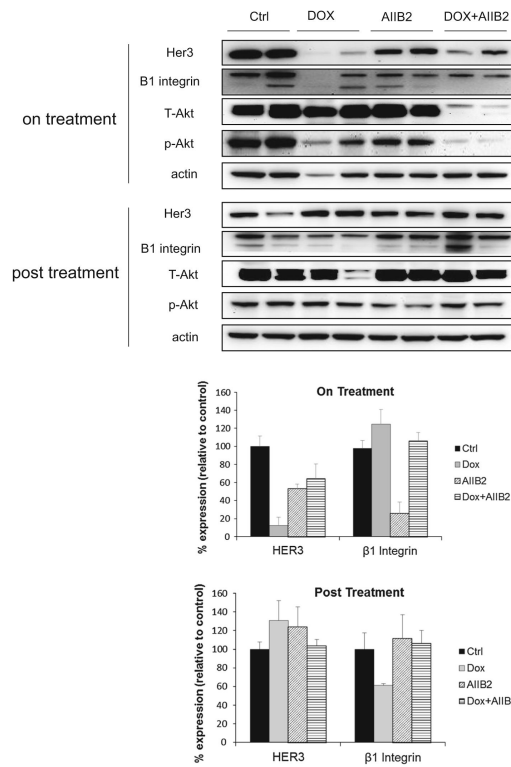 Ctrl DOX AIIB2 DOX+AIIB2
on treatment
Her3
B1 integrin
T-Akt
p-Akt
actin
post treatment
Her3
B1 integrin
T-Akt
p-Akt
actin
On Treatment
% expression (relative to control)
160
140
120
100
80
60
40
20
0
HER3 β1 Integrin
Ctrl
Dox
AIIB2
Dox+AIIB2
Post Treatment
% expression (relative to control)
160
140
120
100
80
60
40
20
0
HER3 β1 Integrin
Ctrl
Dox
AIIB2
Dox+AIIB